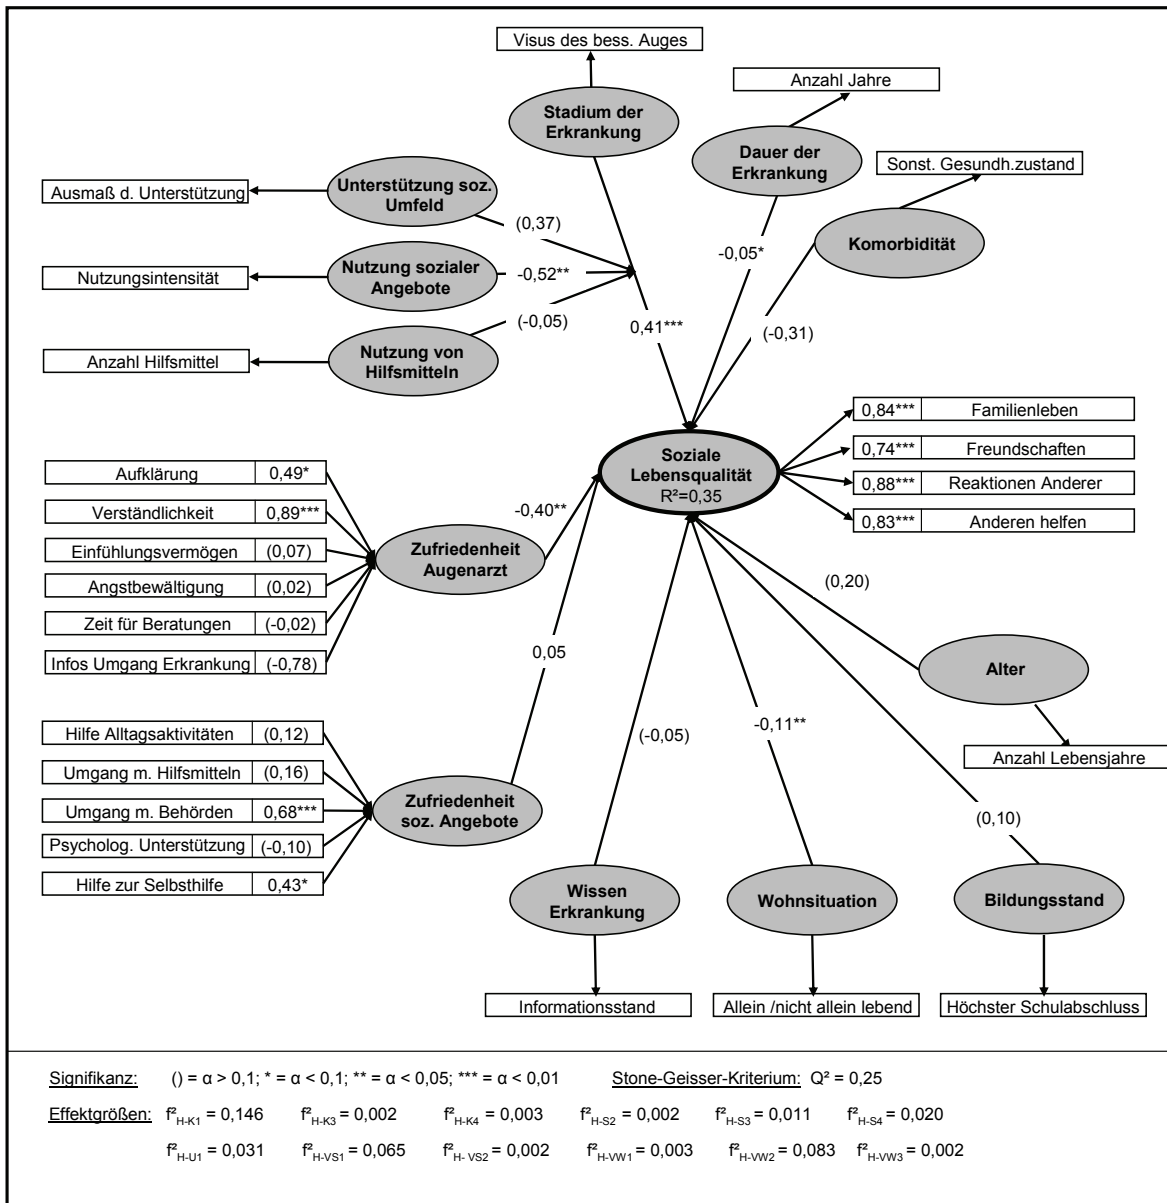 Visus des bess. Auges
Anzahl Jahre
Stadium der
Erkrankung
Dauer der
Erkrankung
Sonst. Gesundh.zustand
Ausmaß d. Unterstützung
Unterstützung soz.
Umfeld
(0,37)
Komorbidität
-0,05*
Nutzungsintensität
Nutzung sozialer
Angebote
-0,52**
(-0,05)
0,41***
(-0,31)
Anzahl Hilfsmittel
Nutzung von
Hilfsmitteln
0,84*** Familienleben
0,74*** Freundschaften
0,88*** Reaktionen Anderer
0,83*** Anderen helfen
Soziale
Lebensqualität
R²=0,35
Aufklärung 0,49*
Verständlichkeit 0,89***
Einfühlungsvermögen (0,07)
Angstbewältigung (0,02)
Zeit für Beratungen (-0,02)
Infos Umgang Erkrankung (-0,78)
Zufriedenheit
Augenarzt
-0,40**
(0,20)
0,05
Alter
Anzahl Lebensjahre
Hilfe Alltagsaktivitäten (0,12)
Umgang m. Hilfsmitteln (0,16)
Umgang m. Behörden 0,68***
Psycholog. Unterstützung (-0,10)
Hilfe zur Selbsthilfe 0,43*
Zufriedenheit
soz. Angebote
(-0,05)
-0,11**
(0,10)
Wissen
Erkrankung
Wohnsituation
Bildungsstand
Informationsstand
Allein /nicht allein lebend
Höchster Schulabschluss
Signifikanz: () = α > 0,1; * = α < 0,1; ** = α < 0,05; *** = α < 0,01 Stone-Geisser-Kriterium: Q² = 0,25
Effektgrößen: f²H-K1 = 0,146 f²H-K3 = 0,002 f²H-K4 = 0,003 f²H-S2 = 0,002 f²H-S3 = 0,011 f²H-S4 = 0,020
f²H-U1 = 0,031 f²H-VS1 = 0,065 f²H- VS2 = 0,002 f²H-VW1 = 0,003 f²H-VW2 = 0,083 f²H-VW3 = 0,002